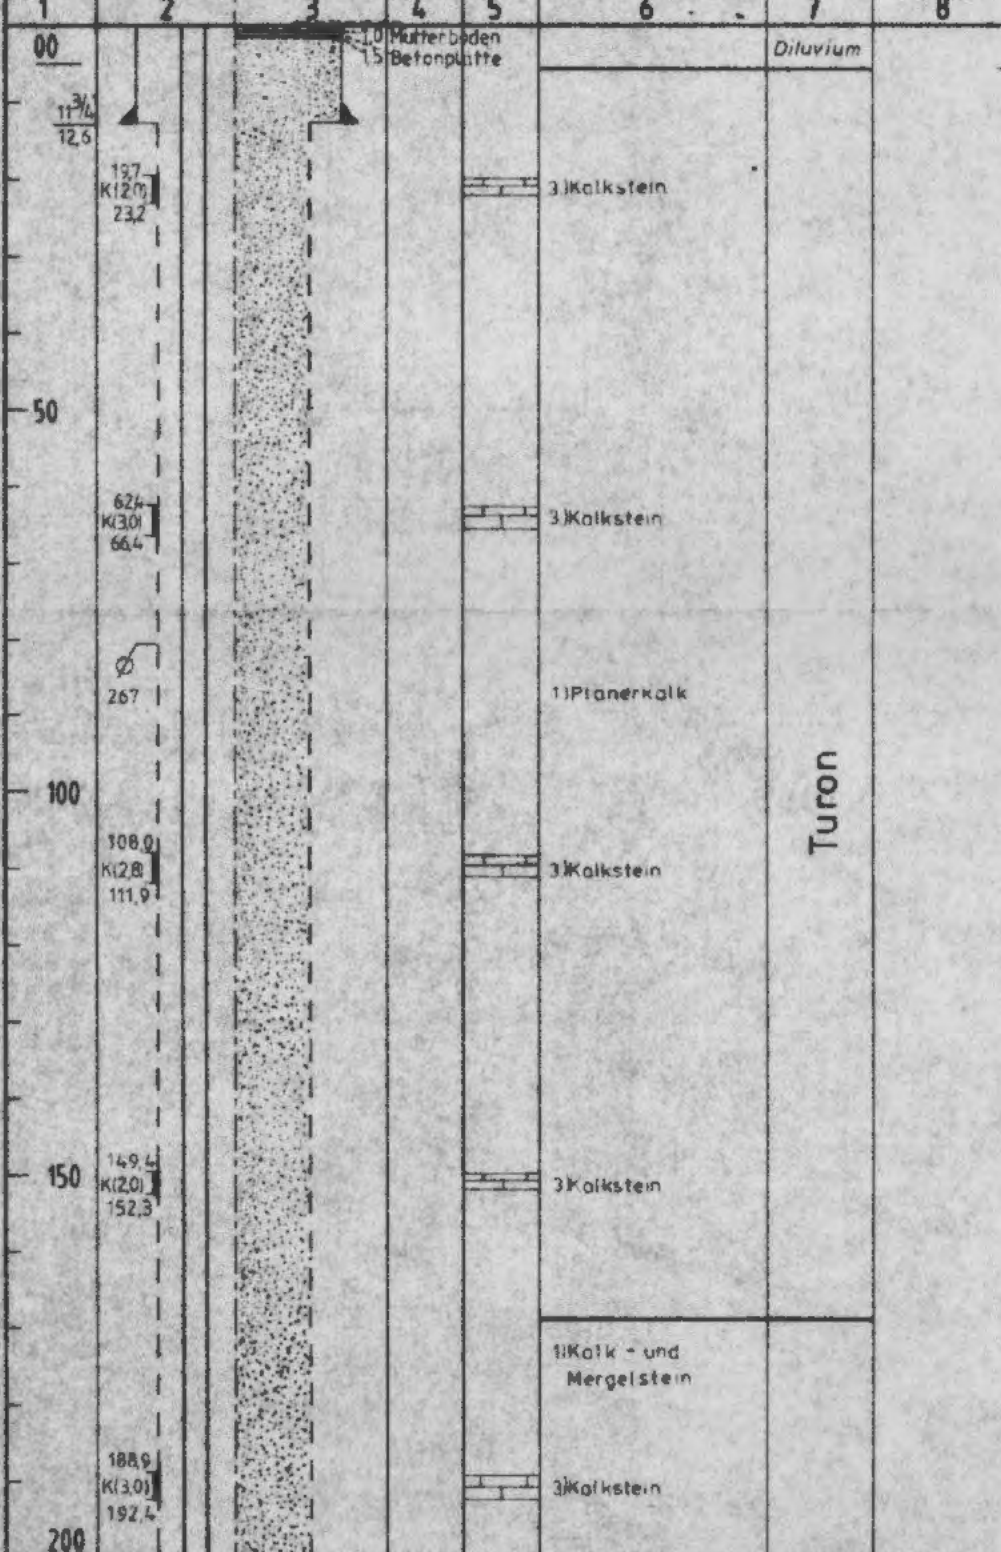 1 2 3 4 5 6 7 8
00
1,0 Mutterboden
1,5 Betonplatte
Diluvium
11 3/4
12,6
19,7
23,2
3.)Kalkstein
50
62,4
K(3,0)
66,4
3.)Kalkstein
267
1)Plänerkalk
100
Turon
108,0
K(2,8)
111,9
3.)Kalkstein
150
149,4
K(2,0)
152,3
3)Kalkstein
1)Kalk - und
Mergelstein
188,9
K(3,0)
192,4
3)Kalkstein
200